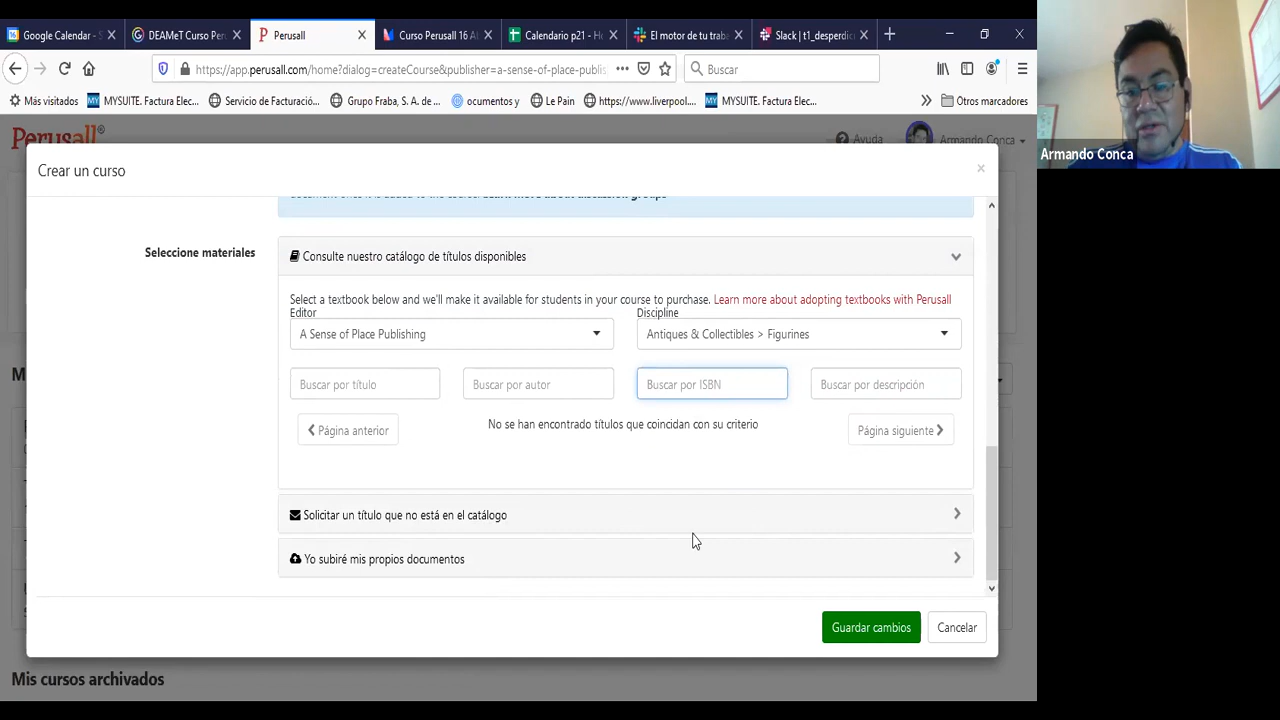 Google Calendar - S
DEAMeT Curso Per
Perusall
Curso Perusall 16 A
Calendario p21 - H
El motor de tu traba
Slack | t1_desperdic
https://app.perusall.com/home?dialog=createCourse&publisher=a-sense-of-place-publis
Buscar
Más visitados
MYSUITE. Factura Elec...
Servicio de Facturació...
Grupo Fraba, S. A. de ...
ocumentos y
Le Pain
https://www.liverpool....
MYSUITE. Factura Elec...
Otros marcadores
Perusall®
Ayuda
Armando Conca
Armando Conca
Crear un curso
Seleccione materiales
Consulte nuestro catálogo de títulos disponibles
Select a textbook below and we'll make it available for students in your course to purchase. Learn more about adopting textbooks with Perusall
Editor
Discipline
A Sense of Place Publishing
Antiques & Collectibles > Figurines
Buscar por título
Buscar por autor
Buscar por ISBN
Buscar por descripción
Página anterior
No se han encontrado títulos que coincidan con su criterio
Página siguiente
Solicitar un título que no está en el catálogo
Yo subiré mis propios documentos
Guardar cambios
Cancelar
Mis cursos archivados